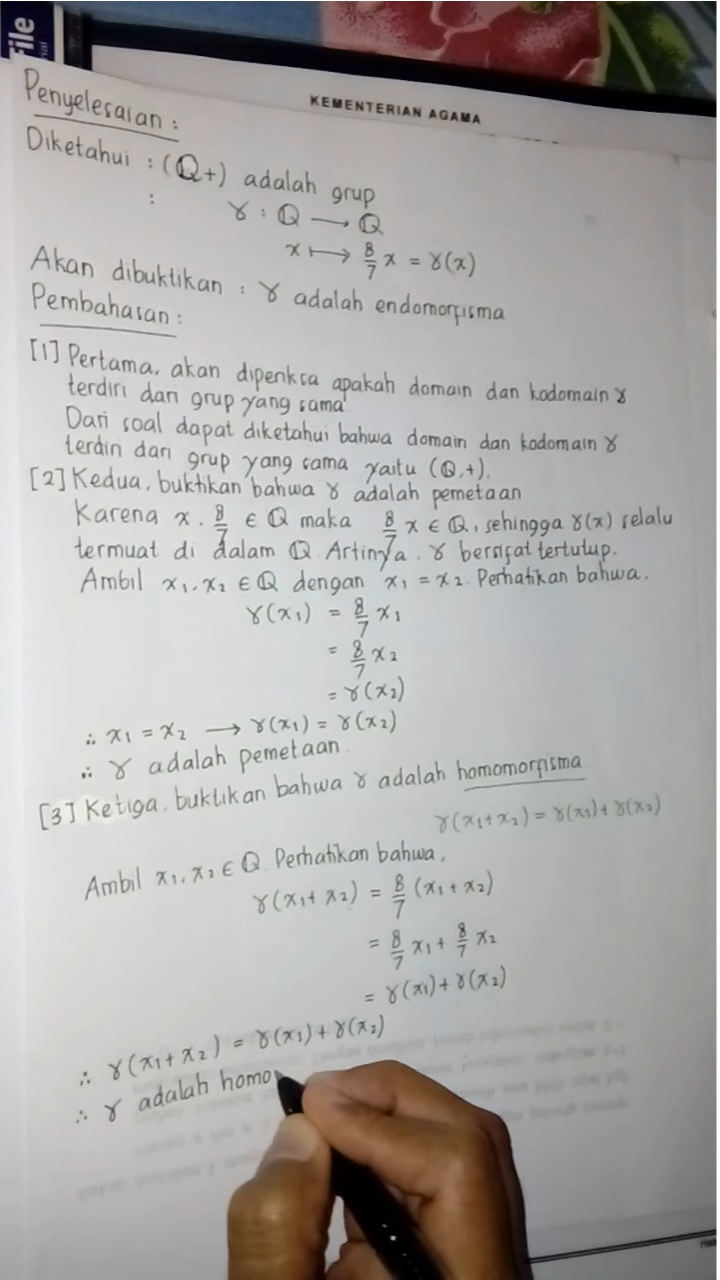 File
KEMENTERIAN AGAMA
Penyelesaian :
Diketahui : (ℚ+) adalah grup
: γ : ℚ ⟶ ℚ
x ⟼ 8/7 x = γ(x)
Akan dibuktikan : γ adalah endomorfisma
Pembahasan :
[1] Pertama, akan diperiksa apakah domain dan kodomain γ
terdiri dari grup yang sama
Dari soal dapat diketahui bahwa domain dan kodomain γ
terdiri dari grup yang sama yaitu (ℚ,+).
[2] Kedua, buktikan bahwa γ adalah pemetaan
Karena x, 8/7 ∈ ℚ maka 8/7 x ∈ ℚ, sehingga γ(x) selalu
termuat di dalam ℚ. Artinya, γ bersifat tertutup.
Ambil x₁, x₂ ∈ ℚ dengan x₁ = x₂. Perhatikan bahwa,
γ(x₁) = 8/7 x₁
= 8/7 x₂
= γ(x₂)
∴ x₁ = x₂ ⟶ γ(x₁) = γ(x₂)
∴ γ adalah pemetaan.
[3] Ketiga, buktikan bahwa γ adalah homomorfisma
γ(x₁+x₂) = γ(x₁)+γ(x₂)
Ambil x₁, x₂ ∈ ℚ. Perhatikan bahwa,
γ(x₁+x₂) = 8/7 (x₁+x₂)
= 8/7 x₁ + 8/7 x₂
= γ(x₁)+γ(x₂)
∴ γ(x₁+x₂) = γ(x₁)+γ(x₂)
∴ γ adalah homo